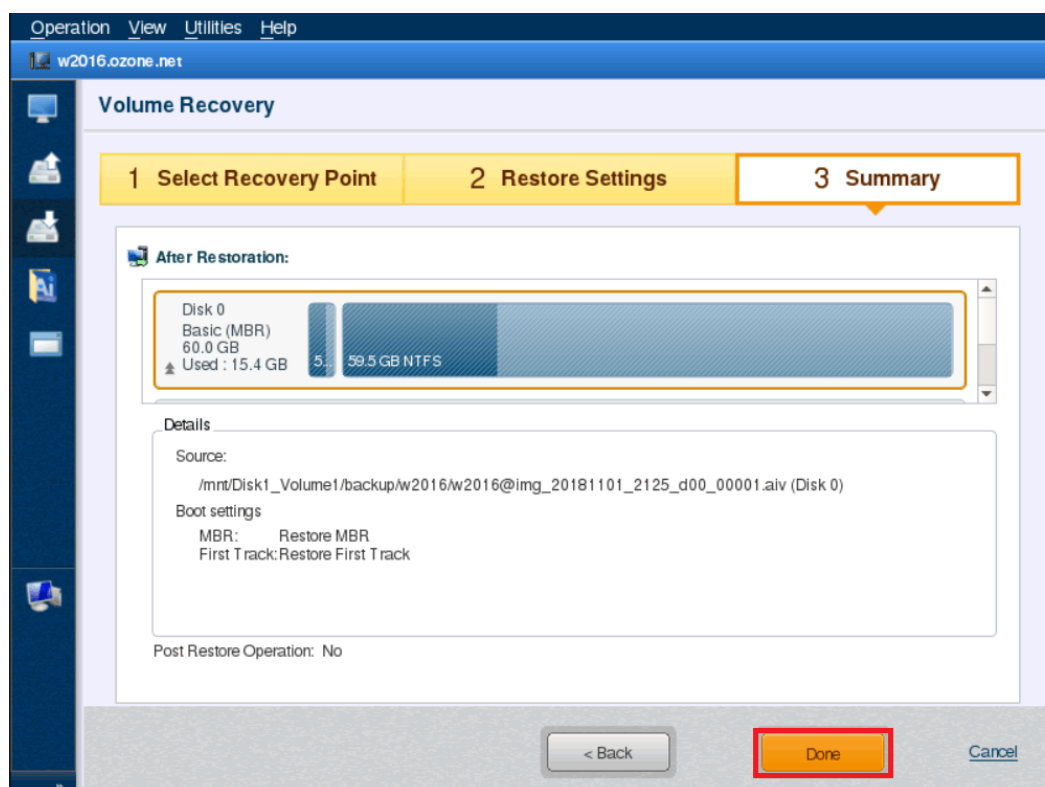 Operation View Utilities Help
w2016.ozone.net
Volume Recovery
1 Select Recovery Point 2 Restore Settings 3 Summary
After Restoration:
Disk 0
Basic (MBR)
60.0 GB
Used : 15.4 GB
5... 59.5 GB NTFS
Details
Source:
/mnt/Disk1_Volume1/backup/w2016/w2016@img_20181101_2125_d00_00001.aiv (Disk 0)
Boot settings
MBR: Restore MBR
First Track: Restore First Track
Post Restore Operation: No
< Back Done Cancel
Ai